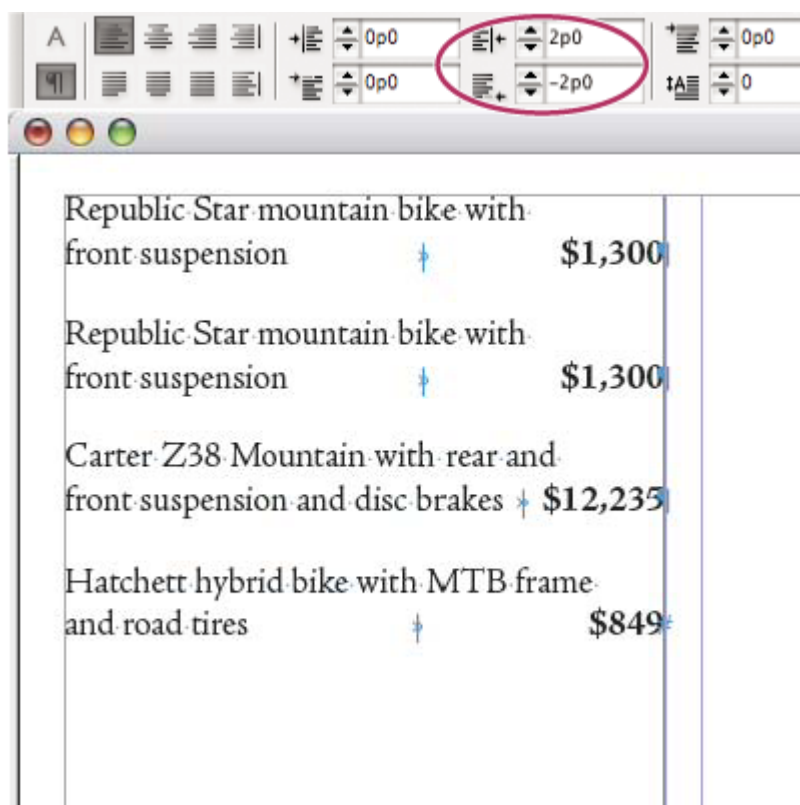 A 0p0 2p0 0p0
¶ 0p0 -2p0 A 0
Republic Star mountain bike with
front suspension $1,300
Republic Star mountain bike with
front suspension $1,300
Carter Z38 Mountain with rear and
front suspension and disc brakes $12,235
Hatchett hybrid bike with MTB frame
and road tires $849